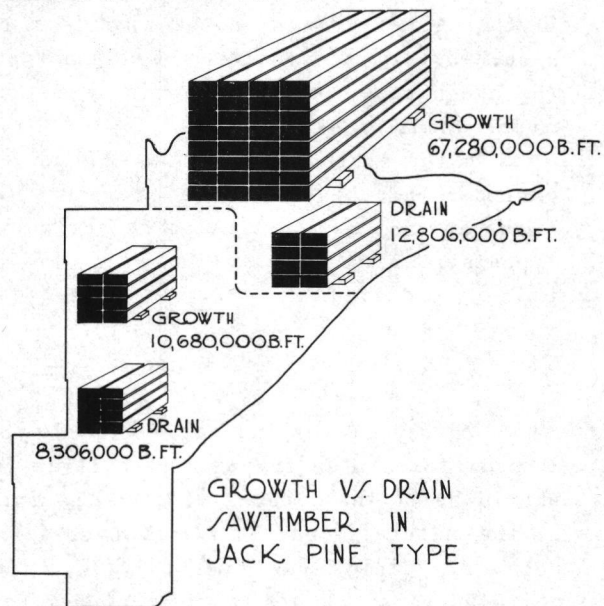 GROWTH
67,280,000 B. FT.
DRAIN
12,806,000 B. FT.
GROWTH
10,680,000 B. FT.
DRAIN
8,306,000 B. FT.
GROWTH VS DRAIN
SAWTIMBER IN
JACK PINE TYPE